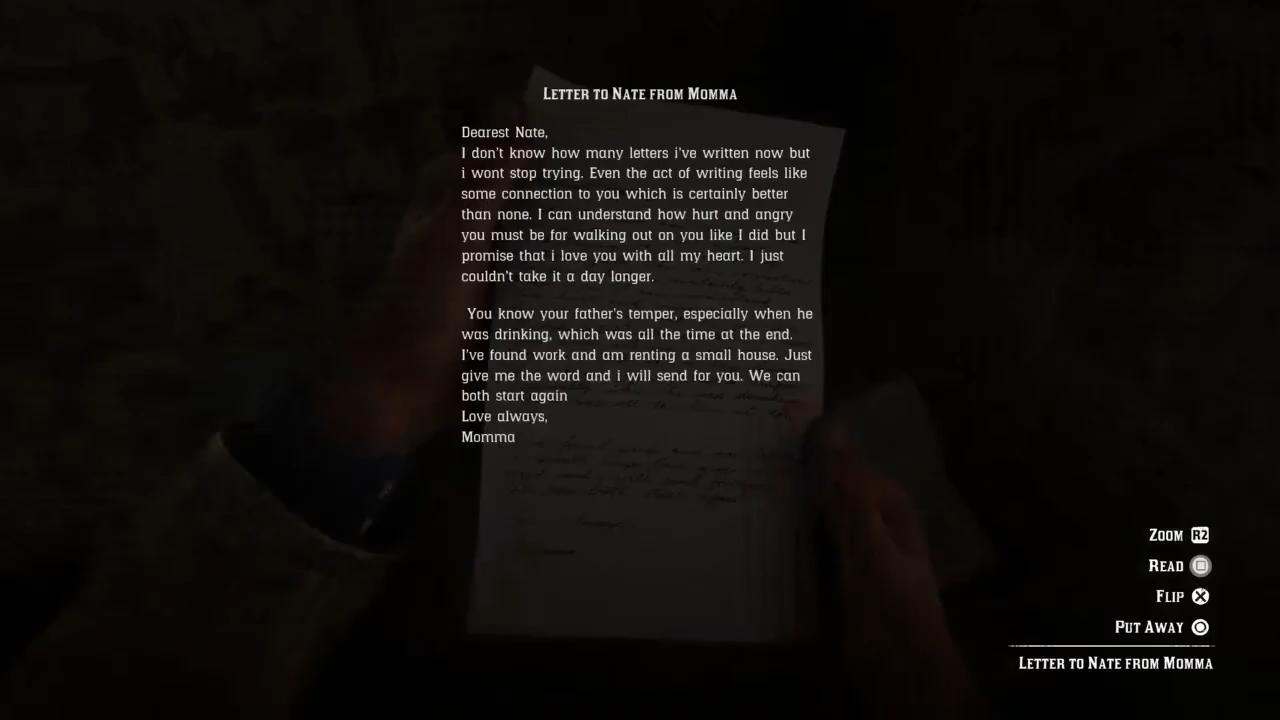 LETTER TO NATE FROM MOMMA
Dearest Nate,
I don't know how many letters i've written now but
i wont stop trying. Even the act of writing feels like
some connection to you which is certainly better
than none. I can understand how hurt and angry
you must be for walking out on you like I did but I
promise that i love you with all my heart. I just
couldn't take it a day longer.
You know your father's temper, especially when he
was drinking, which was all the time at the end.
I've found work and am renting a small house. Just
give me the word and i will send for you. We can
both start again
Love always,
Momma
ZOOM R2
READ
FLIP
PUT AWAY
LETTER TO NATE FROM MOMMA